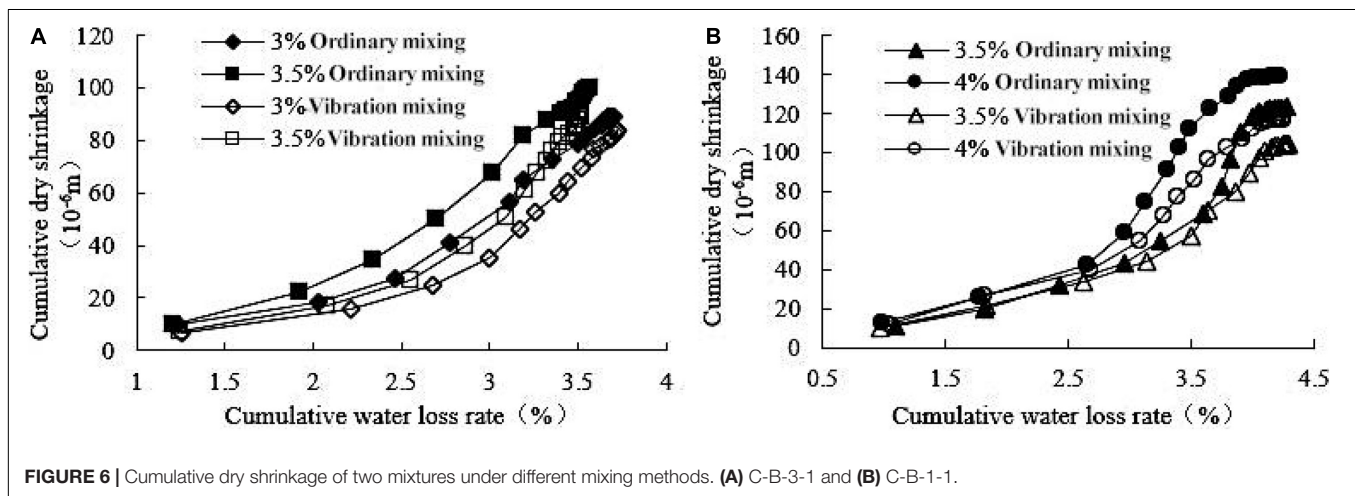 A
120
100
80
60
40
20
0
Cumulative dry shrinkage
（10⁻⁶m）
3% Ordinary mixing
3.5% Ordinary mixing
3% Vibration mixing
3.5% Vibration mixing
1 1.5 2 2.5 3 3.5 4
Cumulative water loss rate（%）
B
160
140
120
100
80
60
40
20
0
Cumulative dry shrinkage
（10⁻⁶m）
3.5% Ordinary mixing
4% Ordinary mixing
3.5% Vibration mixing
4% Vibration mixing
0.5 1.5 2.5 3.5 4.5
Cumulative water loss rate（%）
FIGURE 6 | Cumulative dry shrinkage of two mixtures under different mixing methods. (A) C-B-3-1 and (B) C-B-1-1.